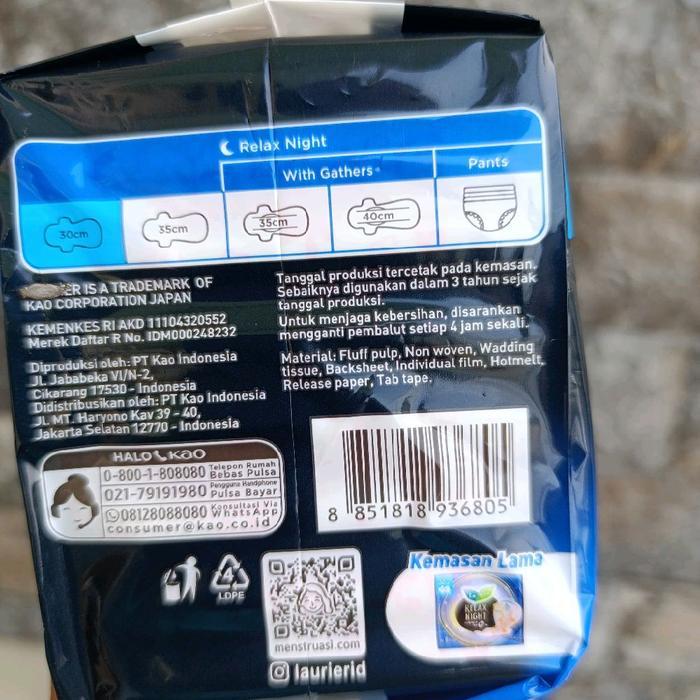 Relax Night
With Gathers
Pants
30cm
35cm
35cm
40cm
ER IS A TRADEMARK OF
KAO CORPORATION JAPAN
KEMENKES RI AKD 11104320552
Merek Daftar R No. IDM000248232
Diproduksi oleh: PT Kao Indonesia
JL. Jababeka VI/N-2,
Cikarang 17530 - Indonesia
Didistribusikan oleh: PT Kao Indonesia
JL. MT. Haryono Kav 39 - 40,
Jakarta Selatan 12770 - Indonesia
Tanggal produksi tercetak pada kemasan.
Sebaiknya digunakan dalam 3 tahun sejak
tanggal produksi.
Untuk menjaga kebersihan, disarankan
mengganti pembalut setiap 4 jam sekali.
Material: Fluff pulp, Non woven, Wadding
tissue, Backsheet, Individual film, Hotmelt,
Release paper, Tab tape.
HALO KAO
0-800-1-808080 Telepon Rumah Bebas Pulsa
021-79191980 Pengguna Handphone Pulsa Bayar
08128088080 Konsultasi Via WhatsApp
consumer@kao.co.id
8 851818 936805
4
LDPE
menstruasi.com
laurierid
Kemasan Lama
RELAX
NIGHT